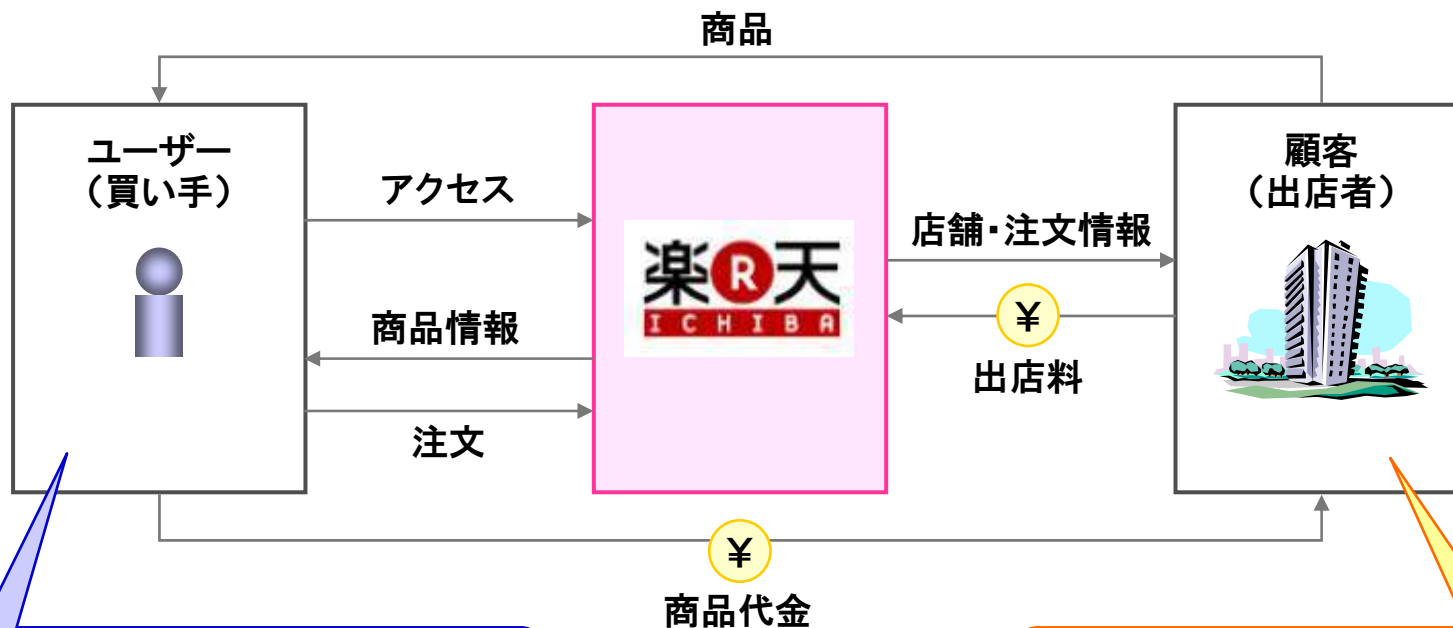 商品
ユーザー
（買い手）
アクセス
商品情報
注文
楽R天
ICHIBA
店舗・注文情報
¥
出店料
顧客
（出店者）
¥
商品代金